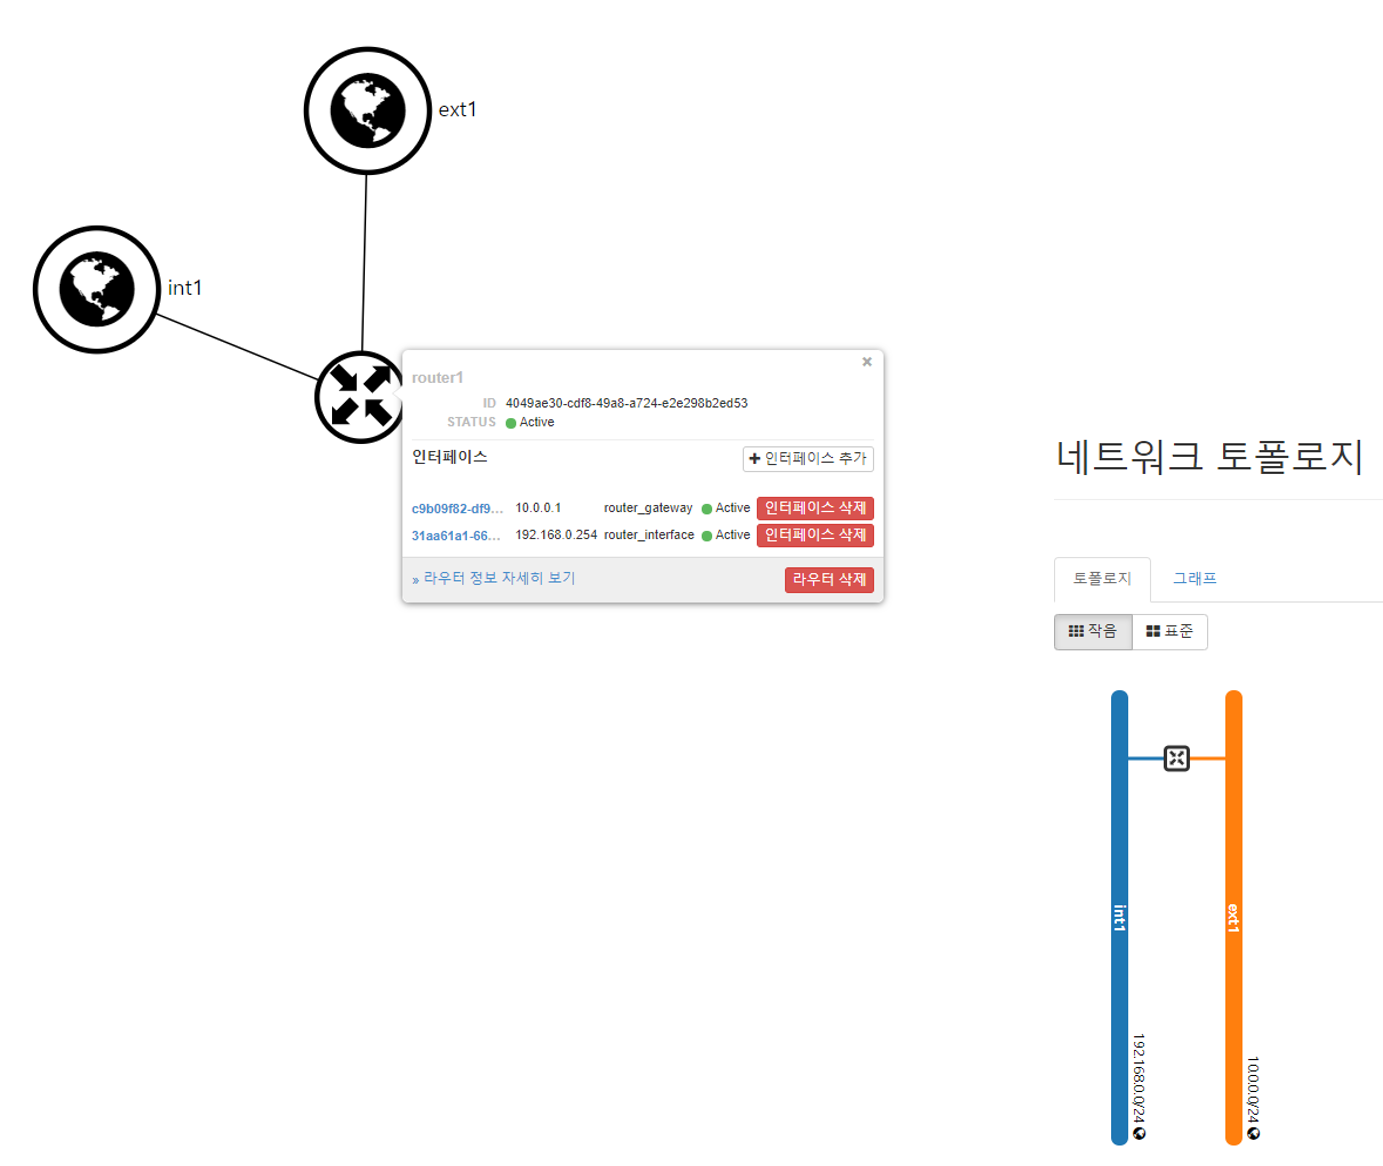 ext1
int1
router1
ID 4049ae30-cdf8-49a8-a724-e2e298b2ed53
STATUS Active
인터페이스
인터페이스 추가
c9b09f82-df9... 10.0.0.1 router_gateway Active 인터페이스 삭제
31aa61a1-66... 192.168.0.254 router_interface Active 인터페이스 삭제
» 라우터 정보 자세히 보기
라우터 삭제
네트워크 토폴로지
토폴로지 그래프
작음 표준
int1
192.168.0.0/24
ext1
10.0.0.0/24